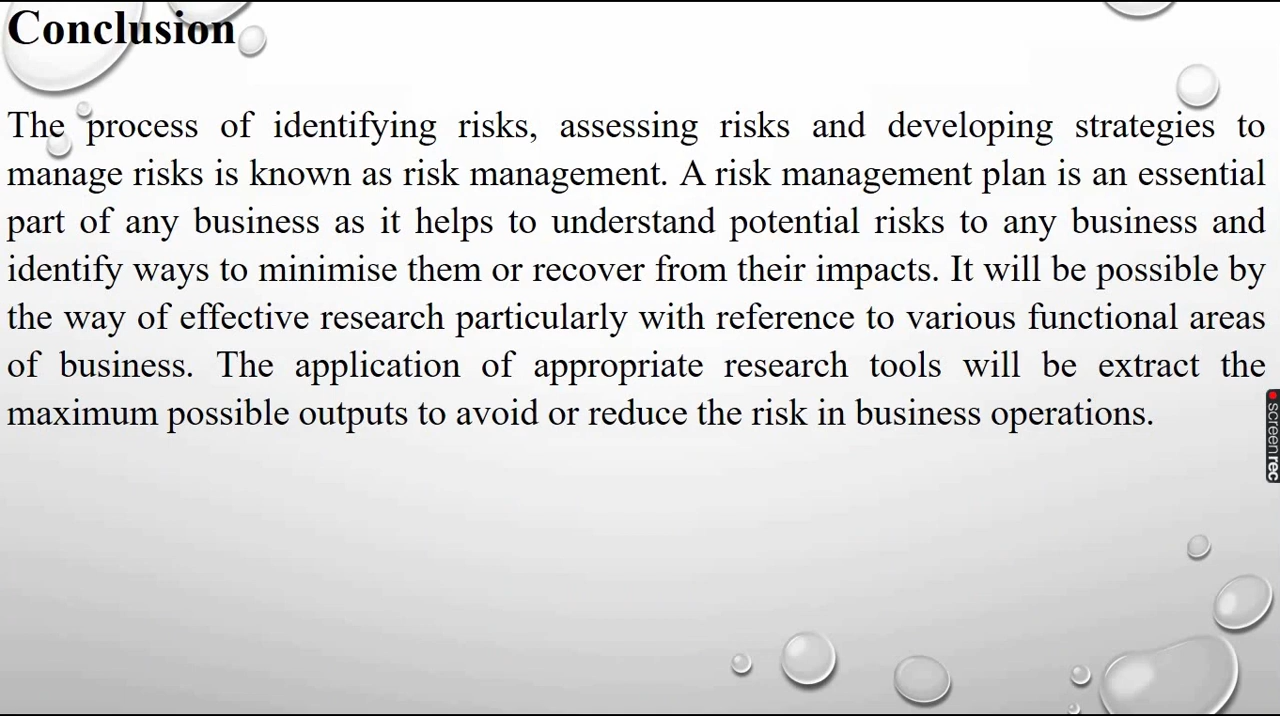 Conclusion
The process of identifying risks, assessing risks and developing strategies to
manage risks is known as risk management. A risk management plan is an essential
part of any business as it helps to understand potential risks to any business and
identify ways to minimise them or recover from their impacts. It will be possible by
the way of effective research particularly with reference to various functional areas
of business. The application of appropriate research tools will be extract the
maximum possible outputs to avoid or reduce the risk in business operations.
screenrec